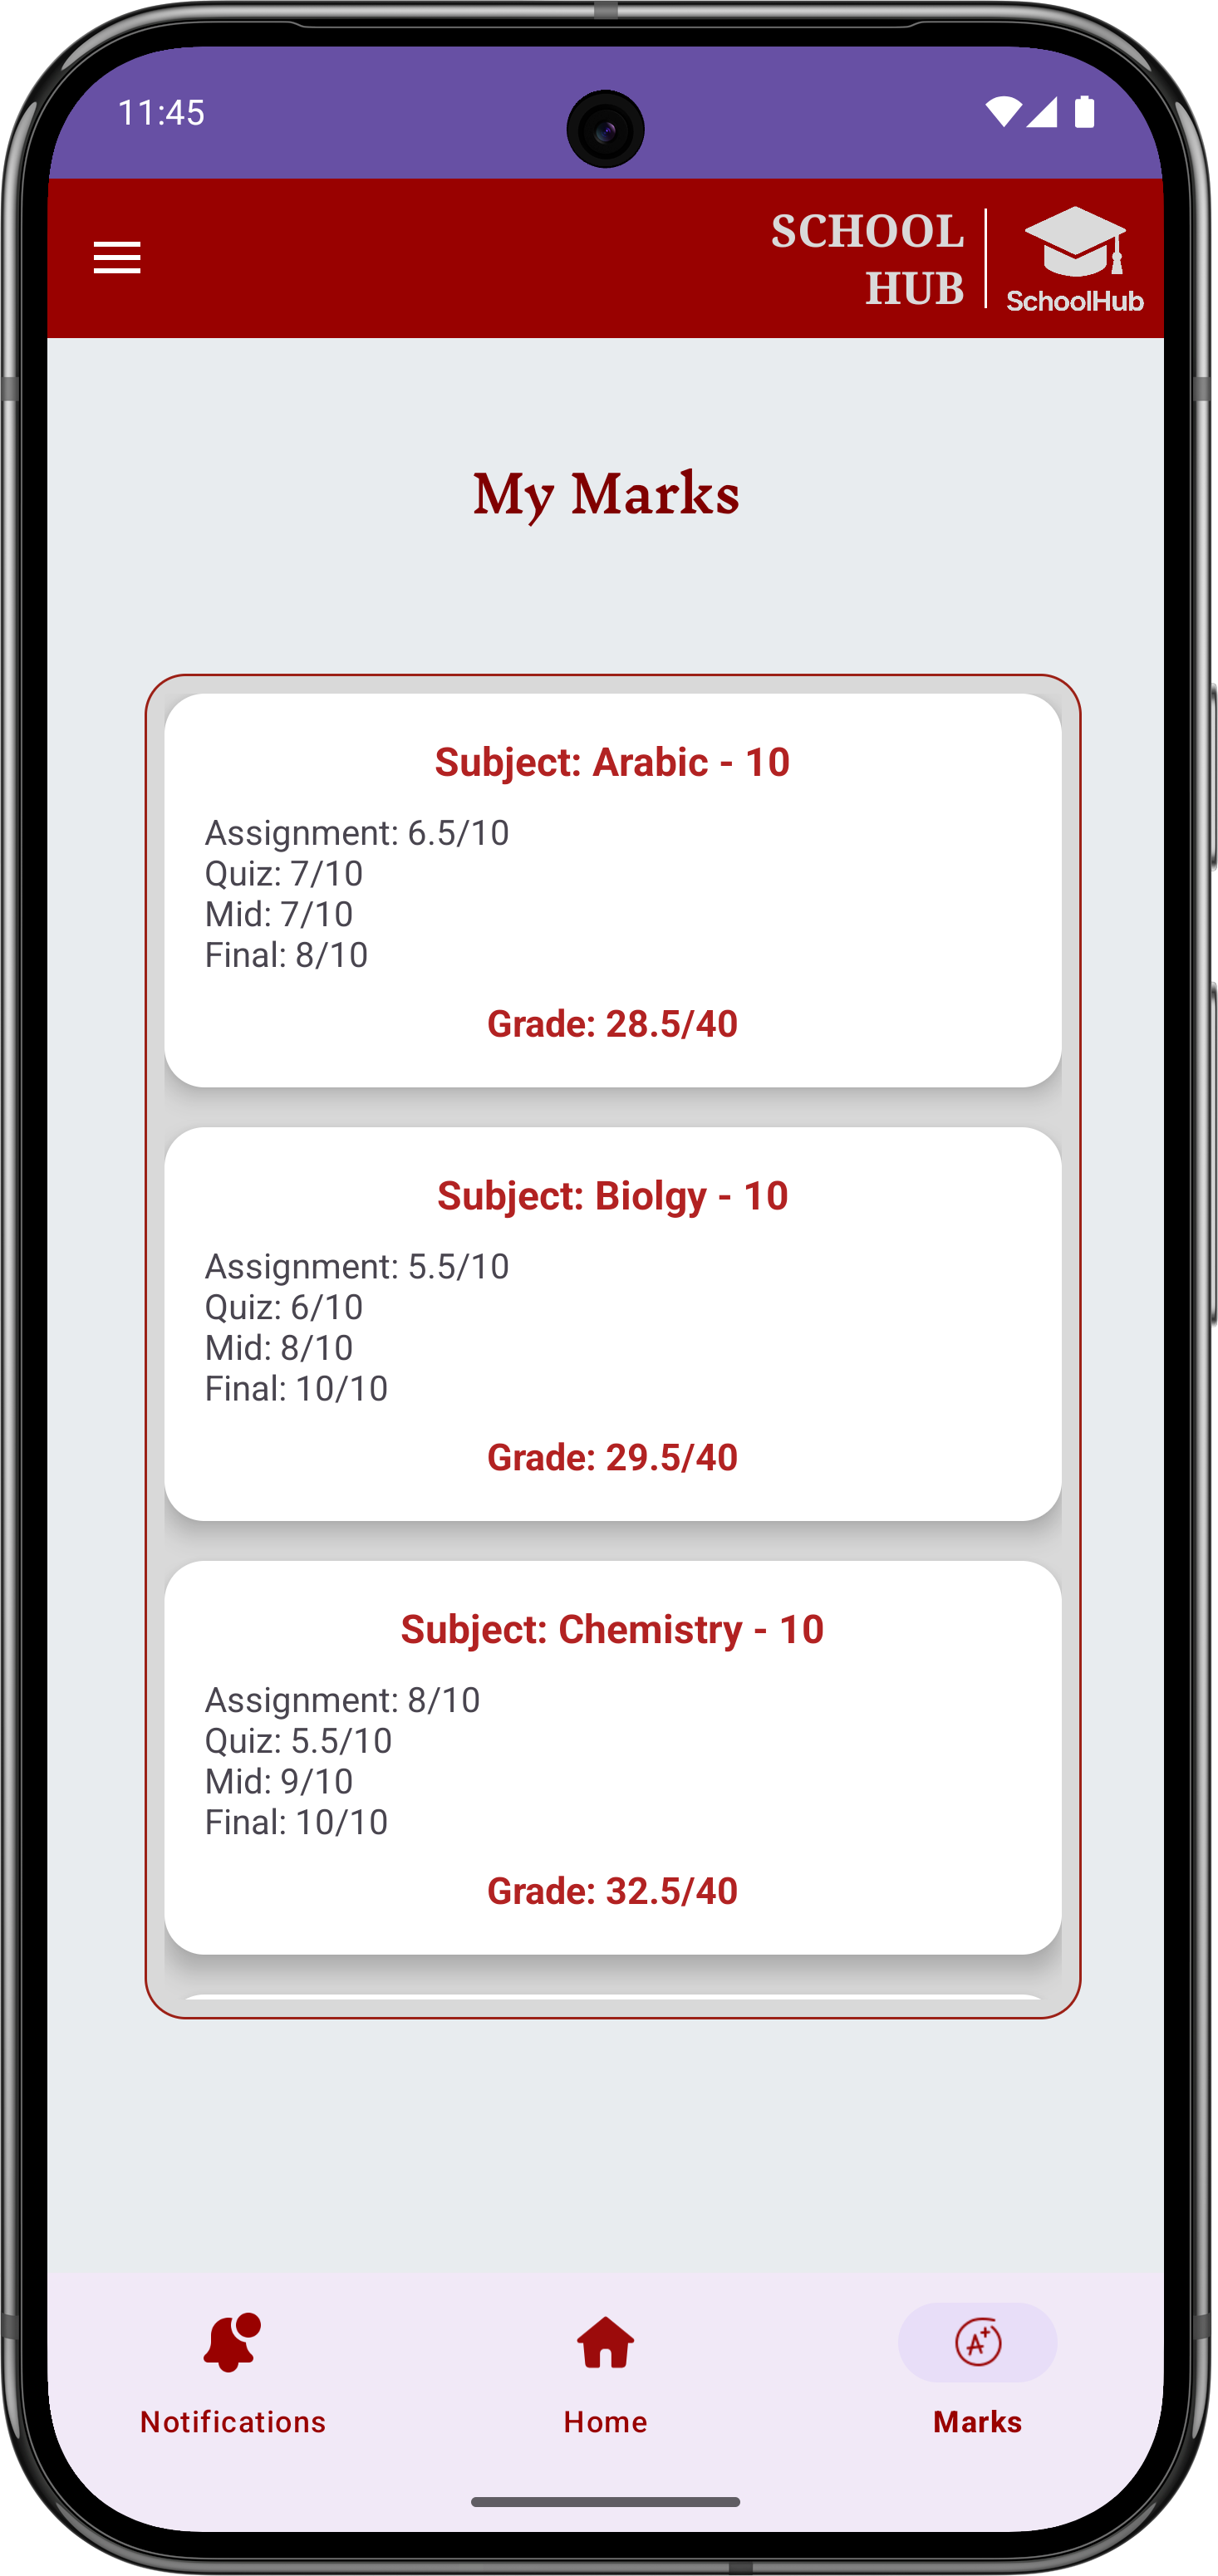 11:45
SCHOOL
HUB
SchoolHub
My Marks
Subject: Arabic - 10
Assignment: 6.5/10
Quiz: 7/10
Mid: 7/10
Final: 8/10
Grade: 28.5/40
Subject: Biolgy - 10
Assignment: 5.5/10
Quiz: 6/10
Mid: 8/10
Final: 10/10
Grade: 29.5/40
Subject: Chemistry - 10
Assignment: 8/10
Quiz: 5.5/10
Mid: 9/10
Final: 10/10
Grade: 32.5/40
A+
Notifications
Home
Marks